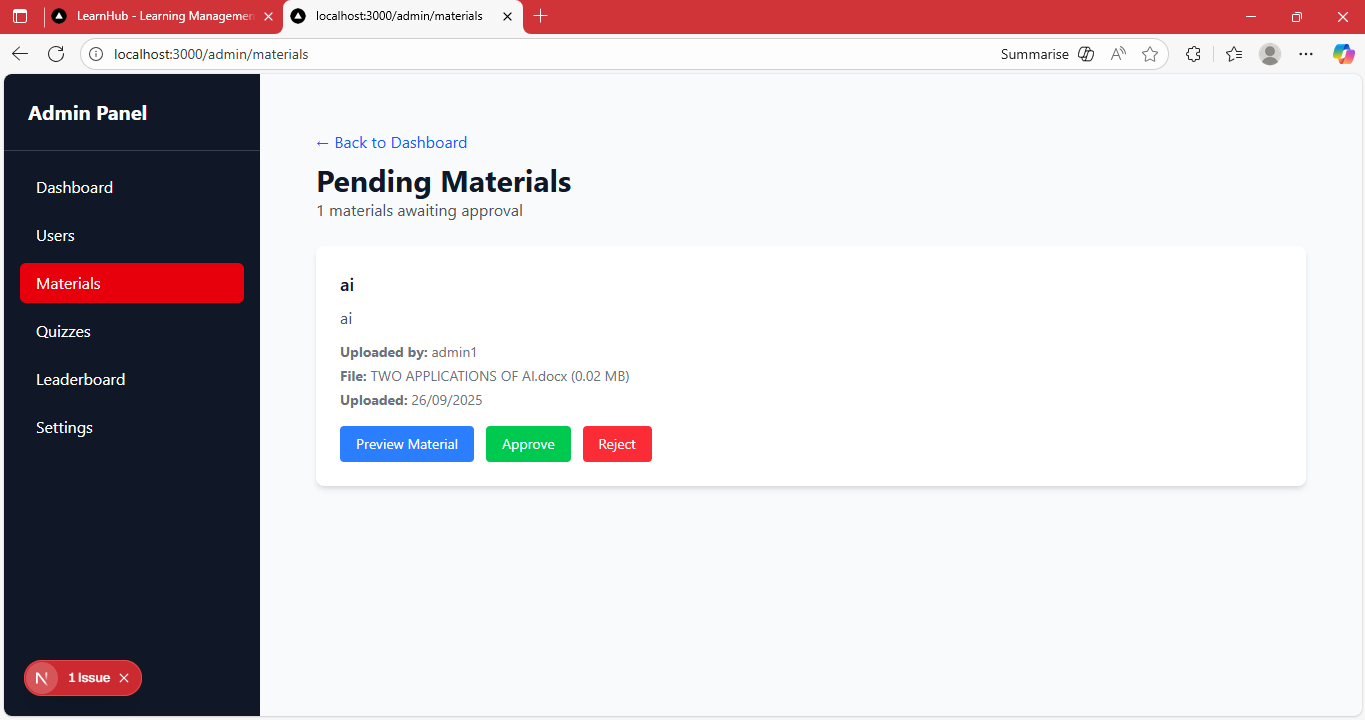 LearnHub - Learning Managemen
localhost:3000/admin/materials
localhost:3000/admin/materials
Summarise
Admin Panel
Dashboard
Users
Materials
Quizzes
Leaderboard
Settings
N 1 Issue
← Back to Dashboard
Pending Materials
1 materials awaiting approval
ai
ai
Uploaded by: admin1
File: TWO APPLICATIONS OF AI.docx (0.02 MB)
Uploaded: 26/09/2025
Preview Material Approve Reject